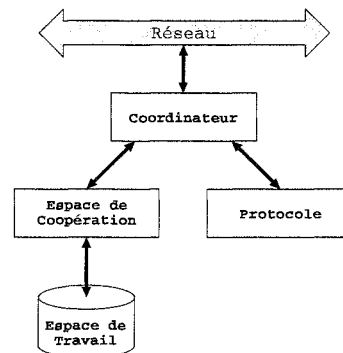 Réseau
Coordinateur
Espace de
Coopération
Protocole
Espace de
Travail